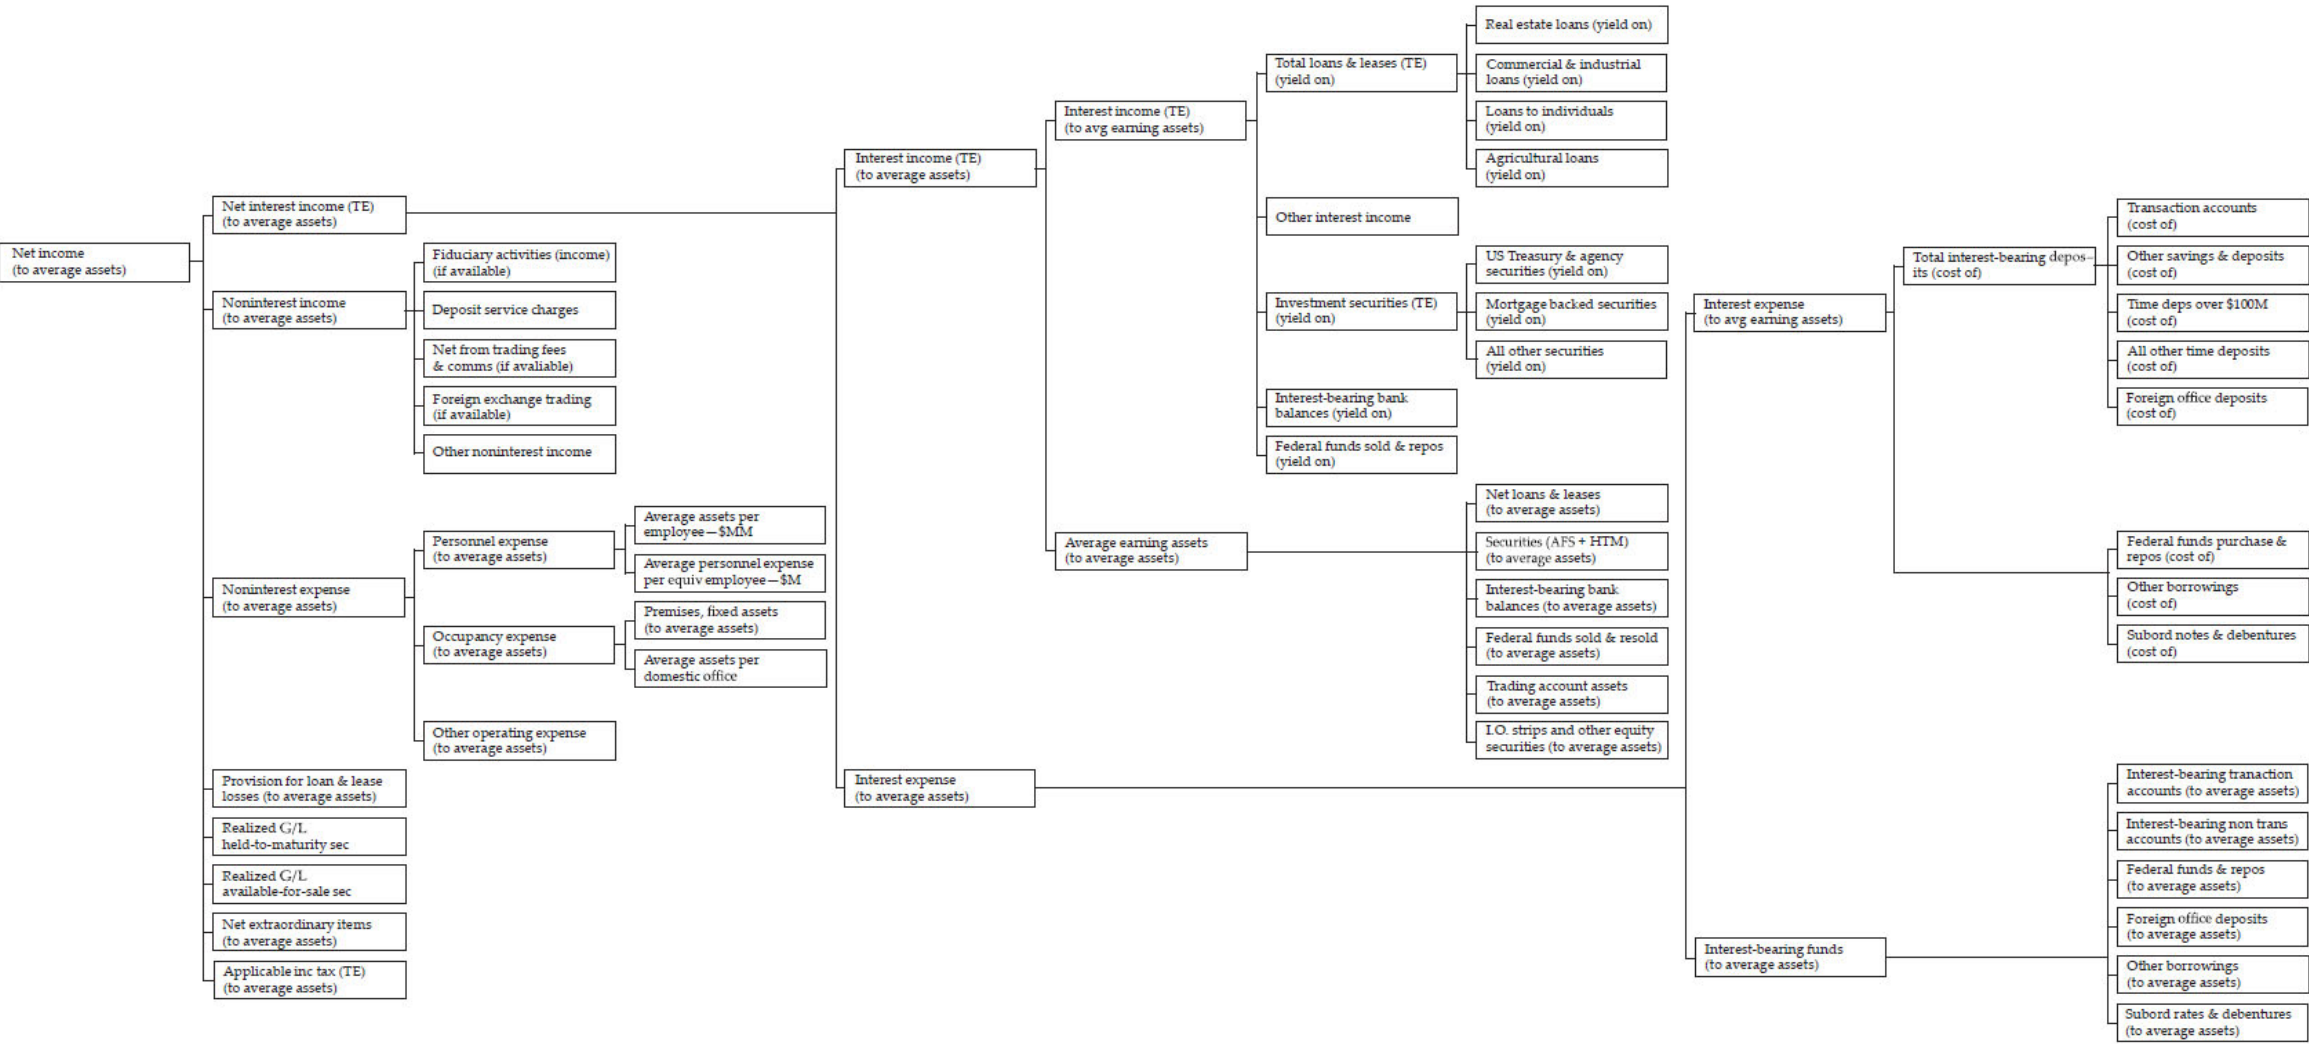 Net income
(to average assets)
Net interest income (TE)
(to average assets)
Noninterest income
(to average assets)
Noninterest expense
(to average assets)
Provision for loan & lease
losses (to average assets)
Realized G/L
held-to-maturity sec
Realized G/L
available-for-sale sec
Net extraordinary items
(to average assets)
Applicable inc tax (TE)
(to average assets)
Fiduciary activities (income)
(if available)
Deposit service charges
Net from trading fees
& comms (if avaliable)
Foreign exchange trading
(if available)
Other noninterest income
Personnel expense
(to average assets)
Occupancy expense
(to average assets)
Other operating expense
(to average assets)
Average assets per
employee—$MM
Average personnel expense
per equiv employee—$M
Premises, fixed assets
(to average assets)
Average assets per
domestic office
Interest income (TE)
(to average assets)
Interest expense
(to average assets)
Interest income (TE)
(to avg earning assets)
Average earning assets
(to average assets)
Total loans & leases (TE)
(yield on)
Other interest income
Investment securities (TE)
(yield on)
Interest-bearing bank
balances (yield on)
Federal funds sold & repos
(yield on)
Real estate loans (yield on)
Commercial & industrial
loans (yield on)
Loans to individuals
(yield on)
Agricultural loans
(yield on)
US Treasury & agency
securities (yield on)
Mortgage backed securities
(yield on)
All other securities
(yield on)
Net loans & leases
(to average assets)
Securities (AFS + HTM)
(to average assets)
Interest-bearing bank
balances (to average assets)
Federal funds sold & resold
(to average assets)
Trading account assets
(to average assets)
I.O. strips and other equity
securities (to average assets)
Interest expense
(to avg earning assets)
Interest-bearing funds
(to average assets)
Total interest-bearing depos-
its (cost of)
Transaction accounts
(cost of)
Other savings & deposits
(cost of)
Time deps over $100M
(cost of)
All other time deposits
(cost of)
Foreign office deposits
(cost of)
Federal funds purchase &
repos (cost of)
Other borrowings
(cost of)
Subord notes & debentures
(cost of)
Interest-bearing tranaction
accounts (to average assets)
Interest-bearing non trans
accounts (to average assets)
Federal funds & repos
(to average assets)
Foreign office deposits
(to average assets)
Other borrowings
(to average assets)
Subord rates & debentures
(to average assets)